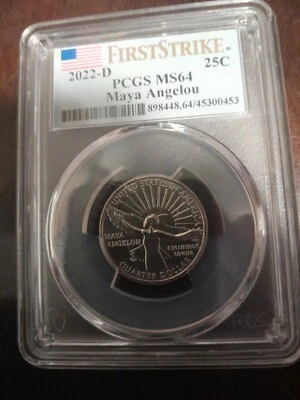 FIRSTSTRIKE®
2022-D 25C
PCGS MS64
Maya Angelou
898448.64/45300453
UNITED STATES OF AMERICA
MAYA
ANGELOU
E PLURIBUS
UNUM
QUARTER DOLLAR